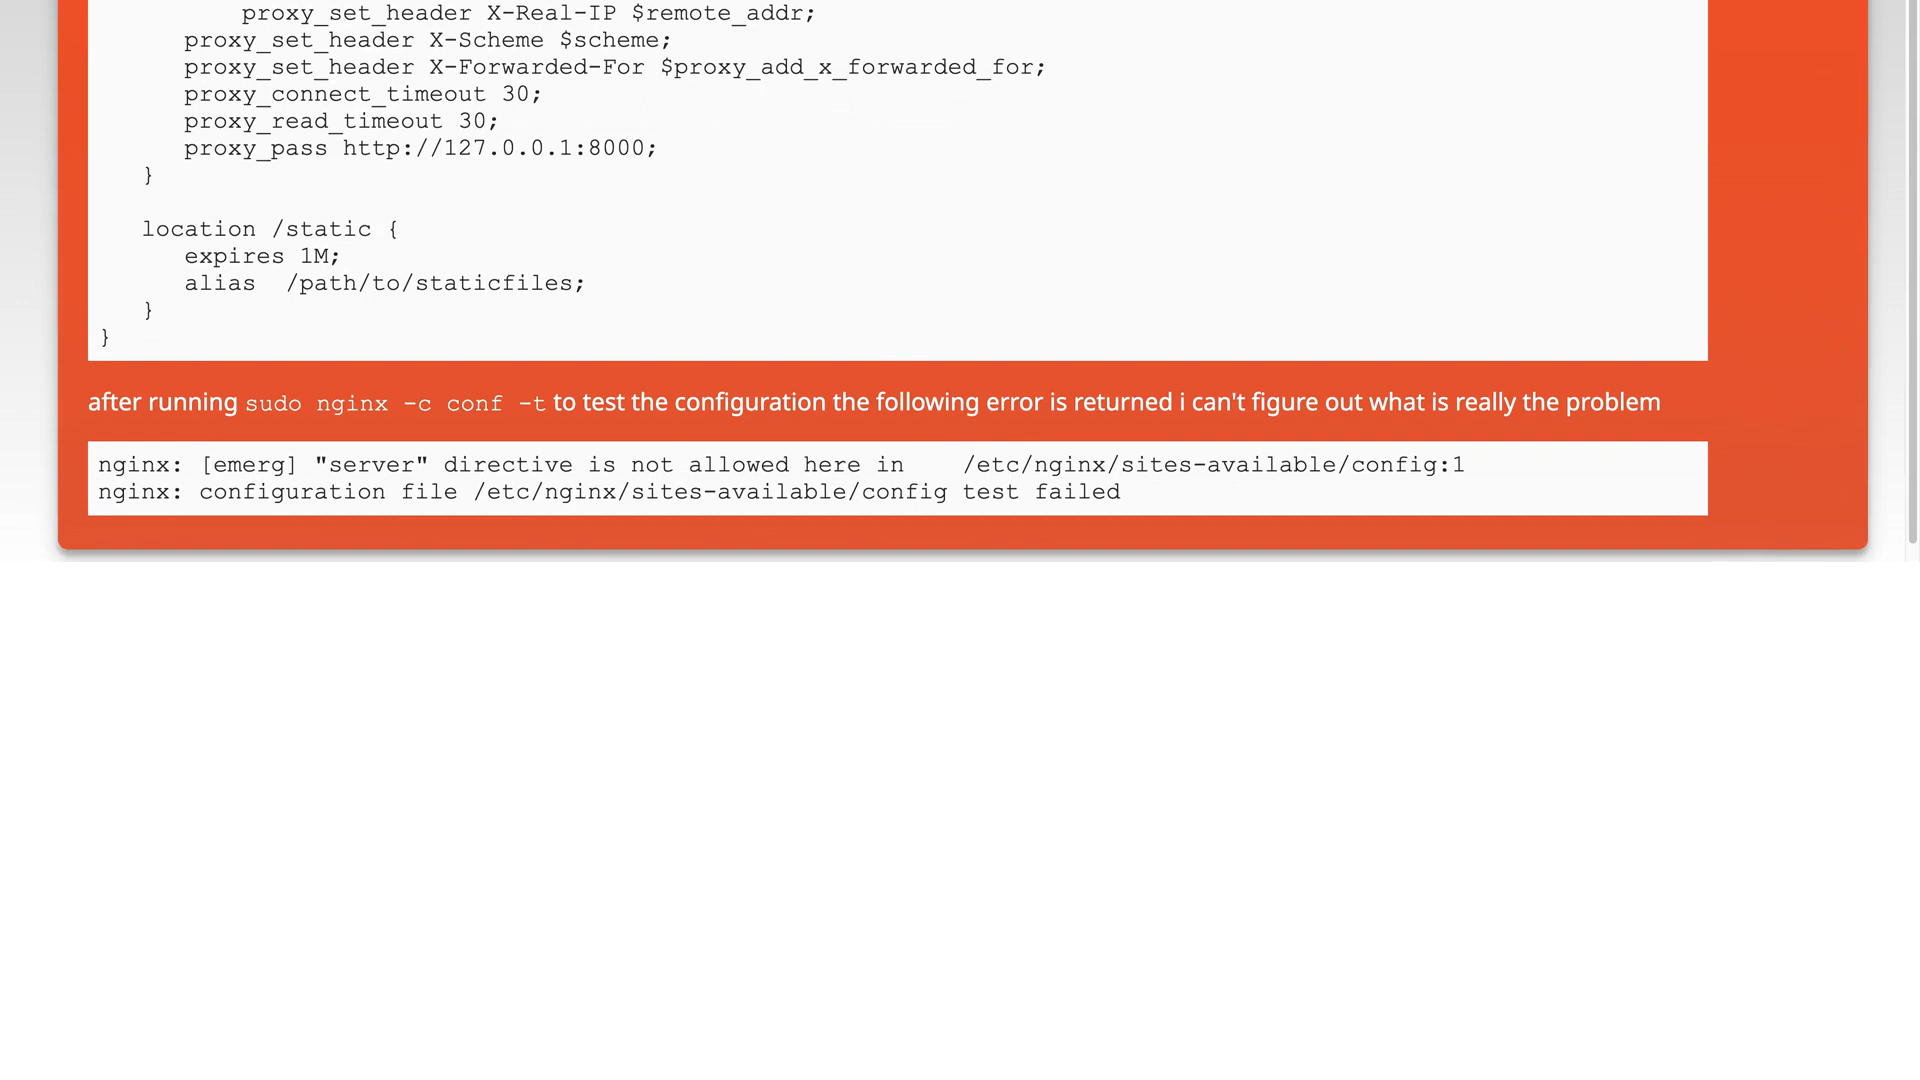 proxy_set_header X-Real-IP $remote_addr;
proxy_set_header X-Scheme $scheme;
proxy_set_header X-Forwarded-For $proxy_add_x_forwarded_for;
proxy_connect_timeout 30;
proxy_read_timeout 30;
proxy_pass http://127.0.0.1:8000;
}
location /static {
expires 1M;
alias  /path/to/staticfiles;
}
}
after running sudo nginx -c conf -t to test the configuration the following error is returned i can't figure out what is really the problem
nginx: [emerg] "server" directive is not allowed here in    /etc/nginx/sites-available/config:1
nginx: configuration file /etc/nginx/sites-available/config test failed